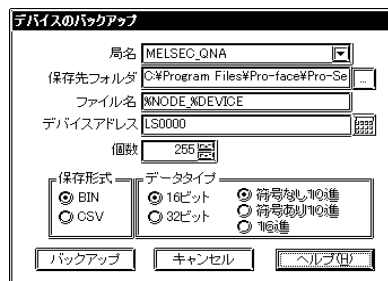 デバイスのバックアップ
局名 MELSEC_QNA
保存先フォルダ C:¥Program Files¥Pro-face¥Pro-Se ...
ファイル名 %NODE_%DEVICE
デバイスアドレス LS0000
個数 255
保存形式 データタイプ
BIN 16ビット 符号なし10進
CSV 32ビット 符号あり10進
16進
バックアップ キャンセル ヘルプ(H)